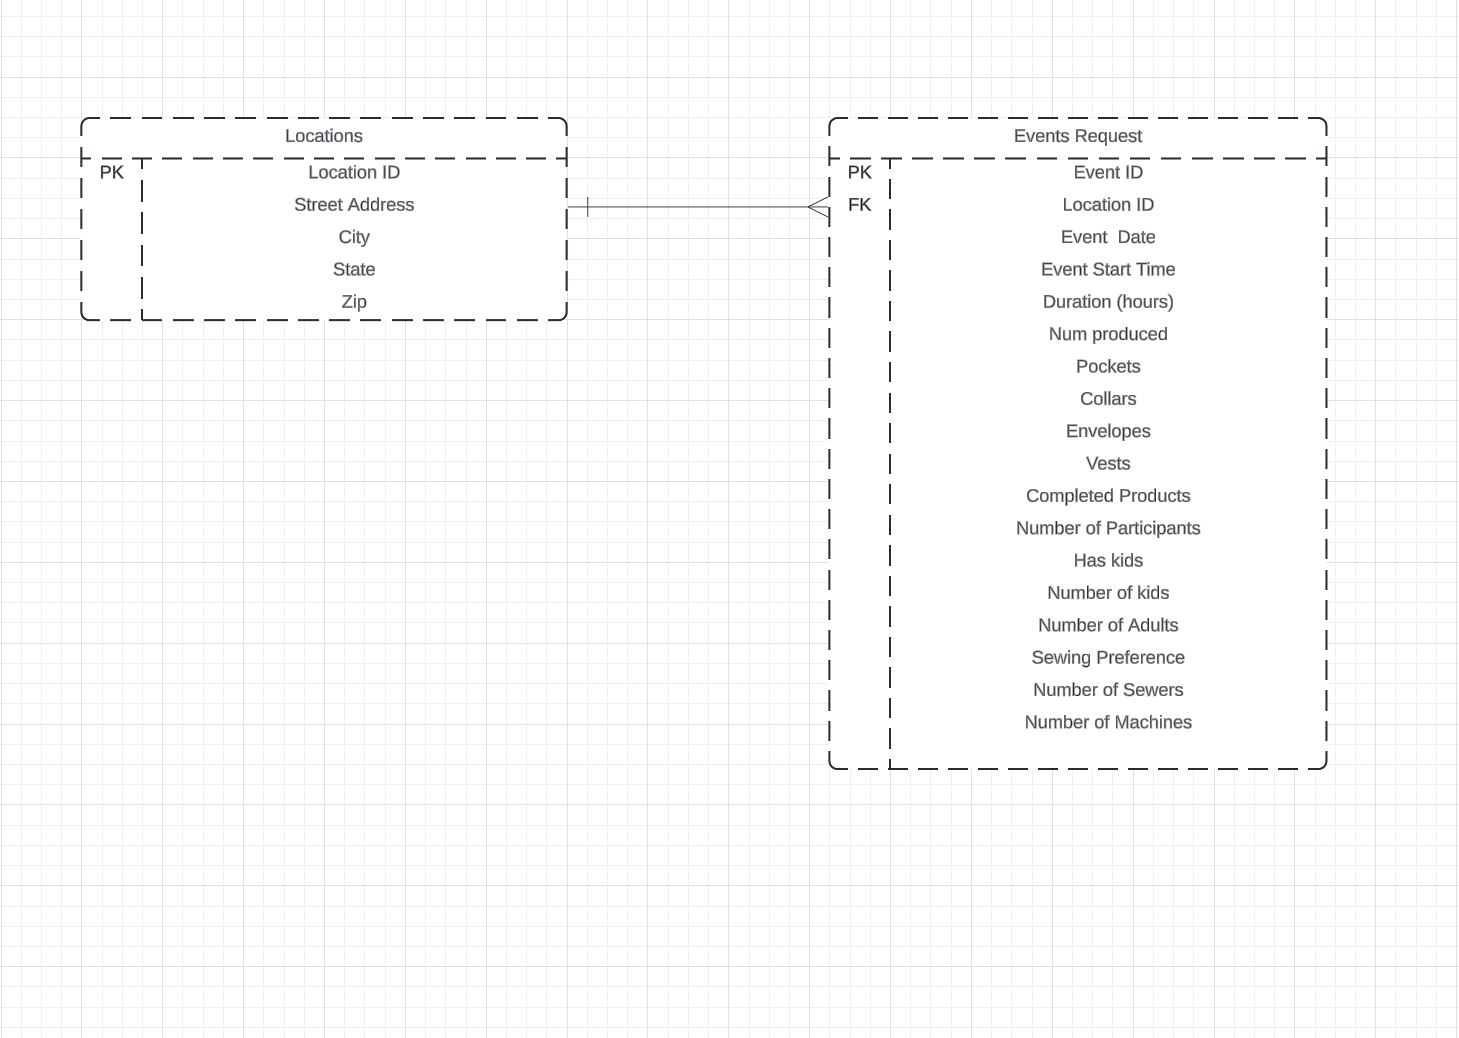 Locations
PK Location ID
Street Address
City
State
Zip
Events Request
PK Event ID
FK Location ID
Event  Date
Event Start Time
Duration (hours)
Num produced
Pockets
Collars
Envelopes
Vests
Completed Products
Number of Participants
Has kids
Number of kids
Number of Adults
Sewing Preference
Number of Sewers
Number of Machines